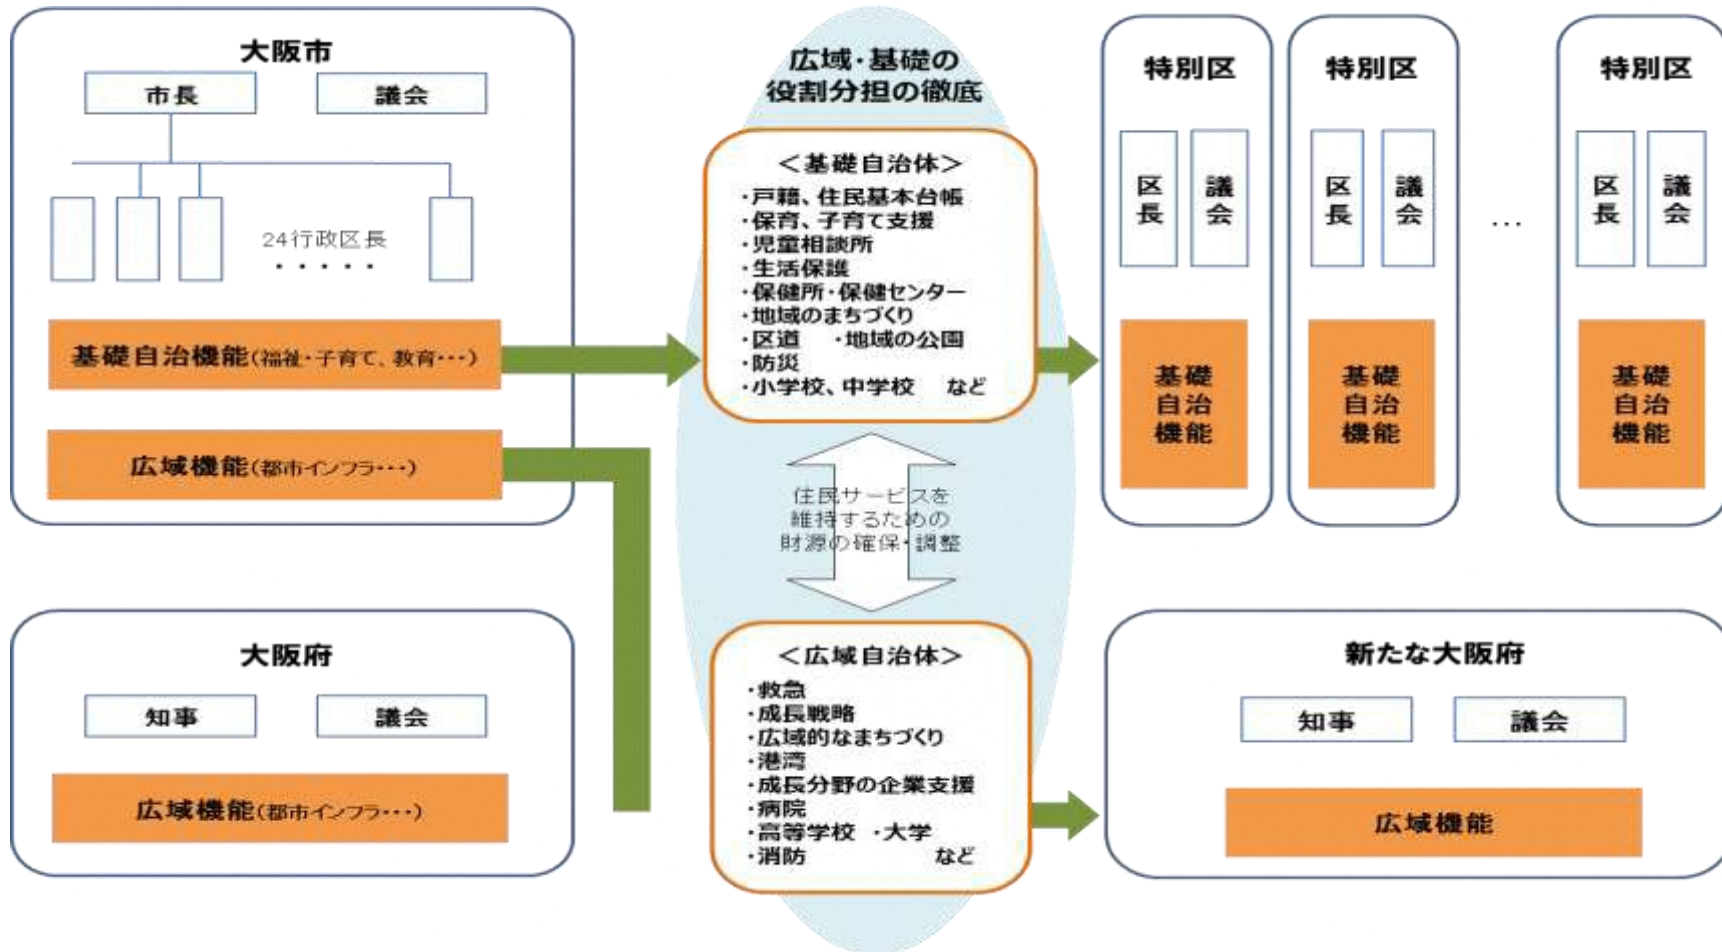 大阪市
市長
議会
24行政区長
・・・・・
基礎自治機能(福祉・子育て、教育・・・)
広域機能(都市インフラ・・・)
大阪府
知事
議会
広域機能(都市インフラ・・・)
広域・基礎の
役割分担の徹底
<基礎自治体>
・戸籍、住民基本台帳
・保育、子育て支援
・児童相談所
・生活保護
・保健所・保健センター
・地域のまちづくり
・区道 ・地域の公園
・防災
・小学校、中学校 など
住民サービスを
維持するための
財源の確保・調整
<広域自治体>
・救急
・成長戦略
・広域的なまちづくり
・港湾
・成長分野の企業支援
・病院
・高等学校 ・大学
・消防 など
特別区
区長
議会
基礎
自治
機能
特別区
区長
議会
基礎
自治
機能
…
特別区
区長
議会
基礎
自治
機能
新たな大阪府
知事
議会
広域機能